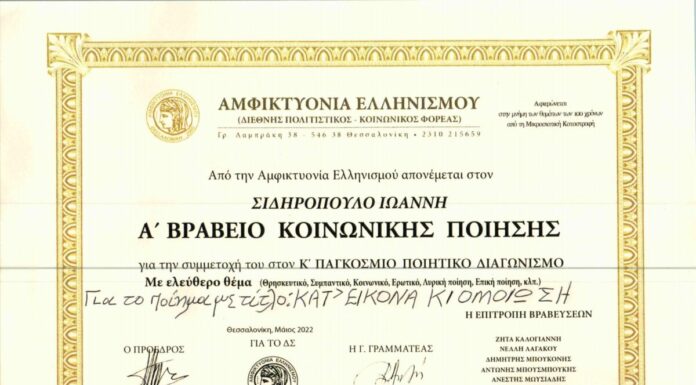 ΑΜΦΙΚΤΥΟΝΙΑ ΕΛΛΗΝΙΣΜΟΥ
(ΔΙΕΘΝΗΣ ΠΟΛΙΤΙΣΤΙΚΟΣ - ΚΟΙΝΩΝΙΚΟΣ ΦΟΡΕΑΣ)
Γρ. Λαμπράκη 38 - 546 38 Θεσσαλονίκη • 2310 215659
Αφιερώνεται
στην μνήμη των θυμάτων των 100 χρόνων
από τη Μικρασιατική Καταστροφή
Από την Αμφικτυονία Ελληνισμού απονέμεται στον
ΣΙΔΗΡΟΠΟΥΛΟ ΙΩΑΝΝΗ
Α΄ ΒΡΑΒΕΙΟ ΚΟΙΝΩΝΙΚΗΣ ΠΟΙΗΣΗΣ
για την συμμετοχή του στον Κ΄ ΠΑΓΚΟΣΜΙΟ ΠΟΙΗΤΙΚΟ ΔΙΑΓΩΝΙΣΜΟ
Με ελεύθερο θέμα (Θρησκευτικό, Συμπαντικό, Κοινωνικό, Ερωτικό, Λυρική ποίηση, Επική ποίηση, κλπ.)
Για το ποίημα με τίτλο: ΚΑΤ' ΕΙΚΟΝΑ ΚΙ ΟΜΟΙΩΣΗ
Η ΕΠΙΤΡΟΠΗ ΒΡΑΒΕΥΣΕΩΝ
Θεσσαλονίκη, Μάιος 2022
ΓΙΑ ΤΟ ΔΣ
Ο ΠΡΟΕΔΡΟΣ
Η Γ. ΓΡΑΜΜΑΤΕΑΣ
ΖΗΤΑ ΚΑΛΟΓΙΑΝΝΗ
ΝΕΛΛΗ ΛΑΓΑΚΟΥ
ΔΗΜΗΤΡΗΣ ΜΠΟΥΚΟΝΗΣ
ΑΝΤΩΝΗΣ ΜΠΟΥΣΜΠΟΥΚΗΣ
ΑΝΕΣΤΗΣ ΜΟΥΣΙΑΔΗΣ